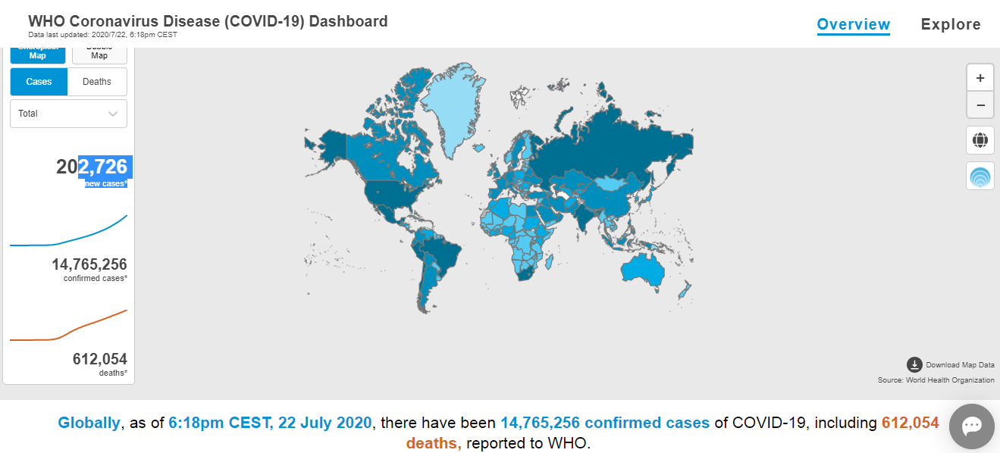 WHO Coronavirus Disease (COVID-19) Dashboard
Data last updated: 2020/7/22, 6:18pm CEST
Overview
Explore
Map
Map
Cases
Deaths
Total
202,726
new cases*
14,765,256
confirmed cases*
612,054
deaths*
+
−
Download Map Data
Source: World Health Organization
Globally, as of 6:18pm CEST, 22 July 2020, there have been 14,765,256 confirmed cases of COVID-19, including 612,054
deaths, reported to WHO.